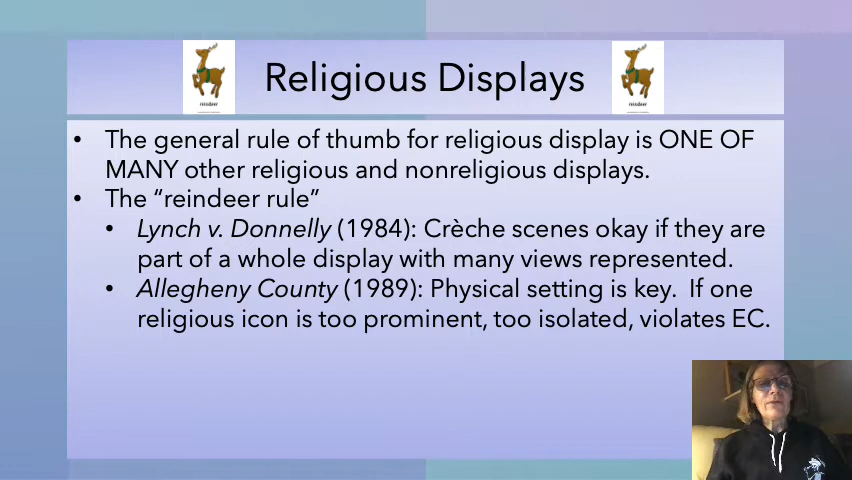 Religious Displays
reindeer
reindeer
• The general rule of thumb for religious display is ONE OF
MANY other religious and nonreligious displays.
• The “reindeer rule”
• Lynch v. Donnelly (1984): Crèche scenes okay if they are
part of a whole display with many views represented.
• Allegheny County (1989): Physical setting is key.  If one
religious icon is too prominent, too isolated, violates EC.